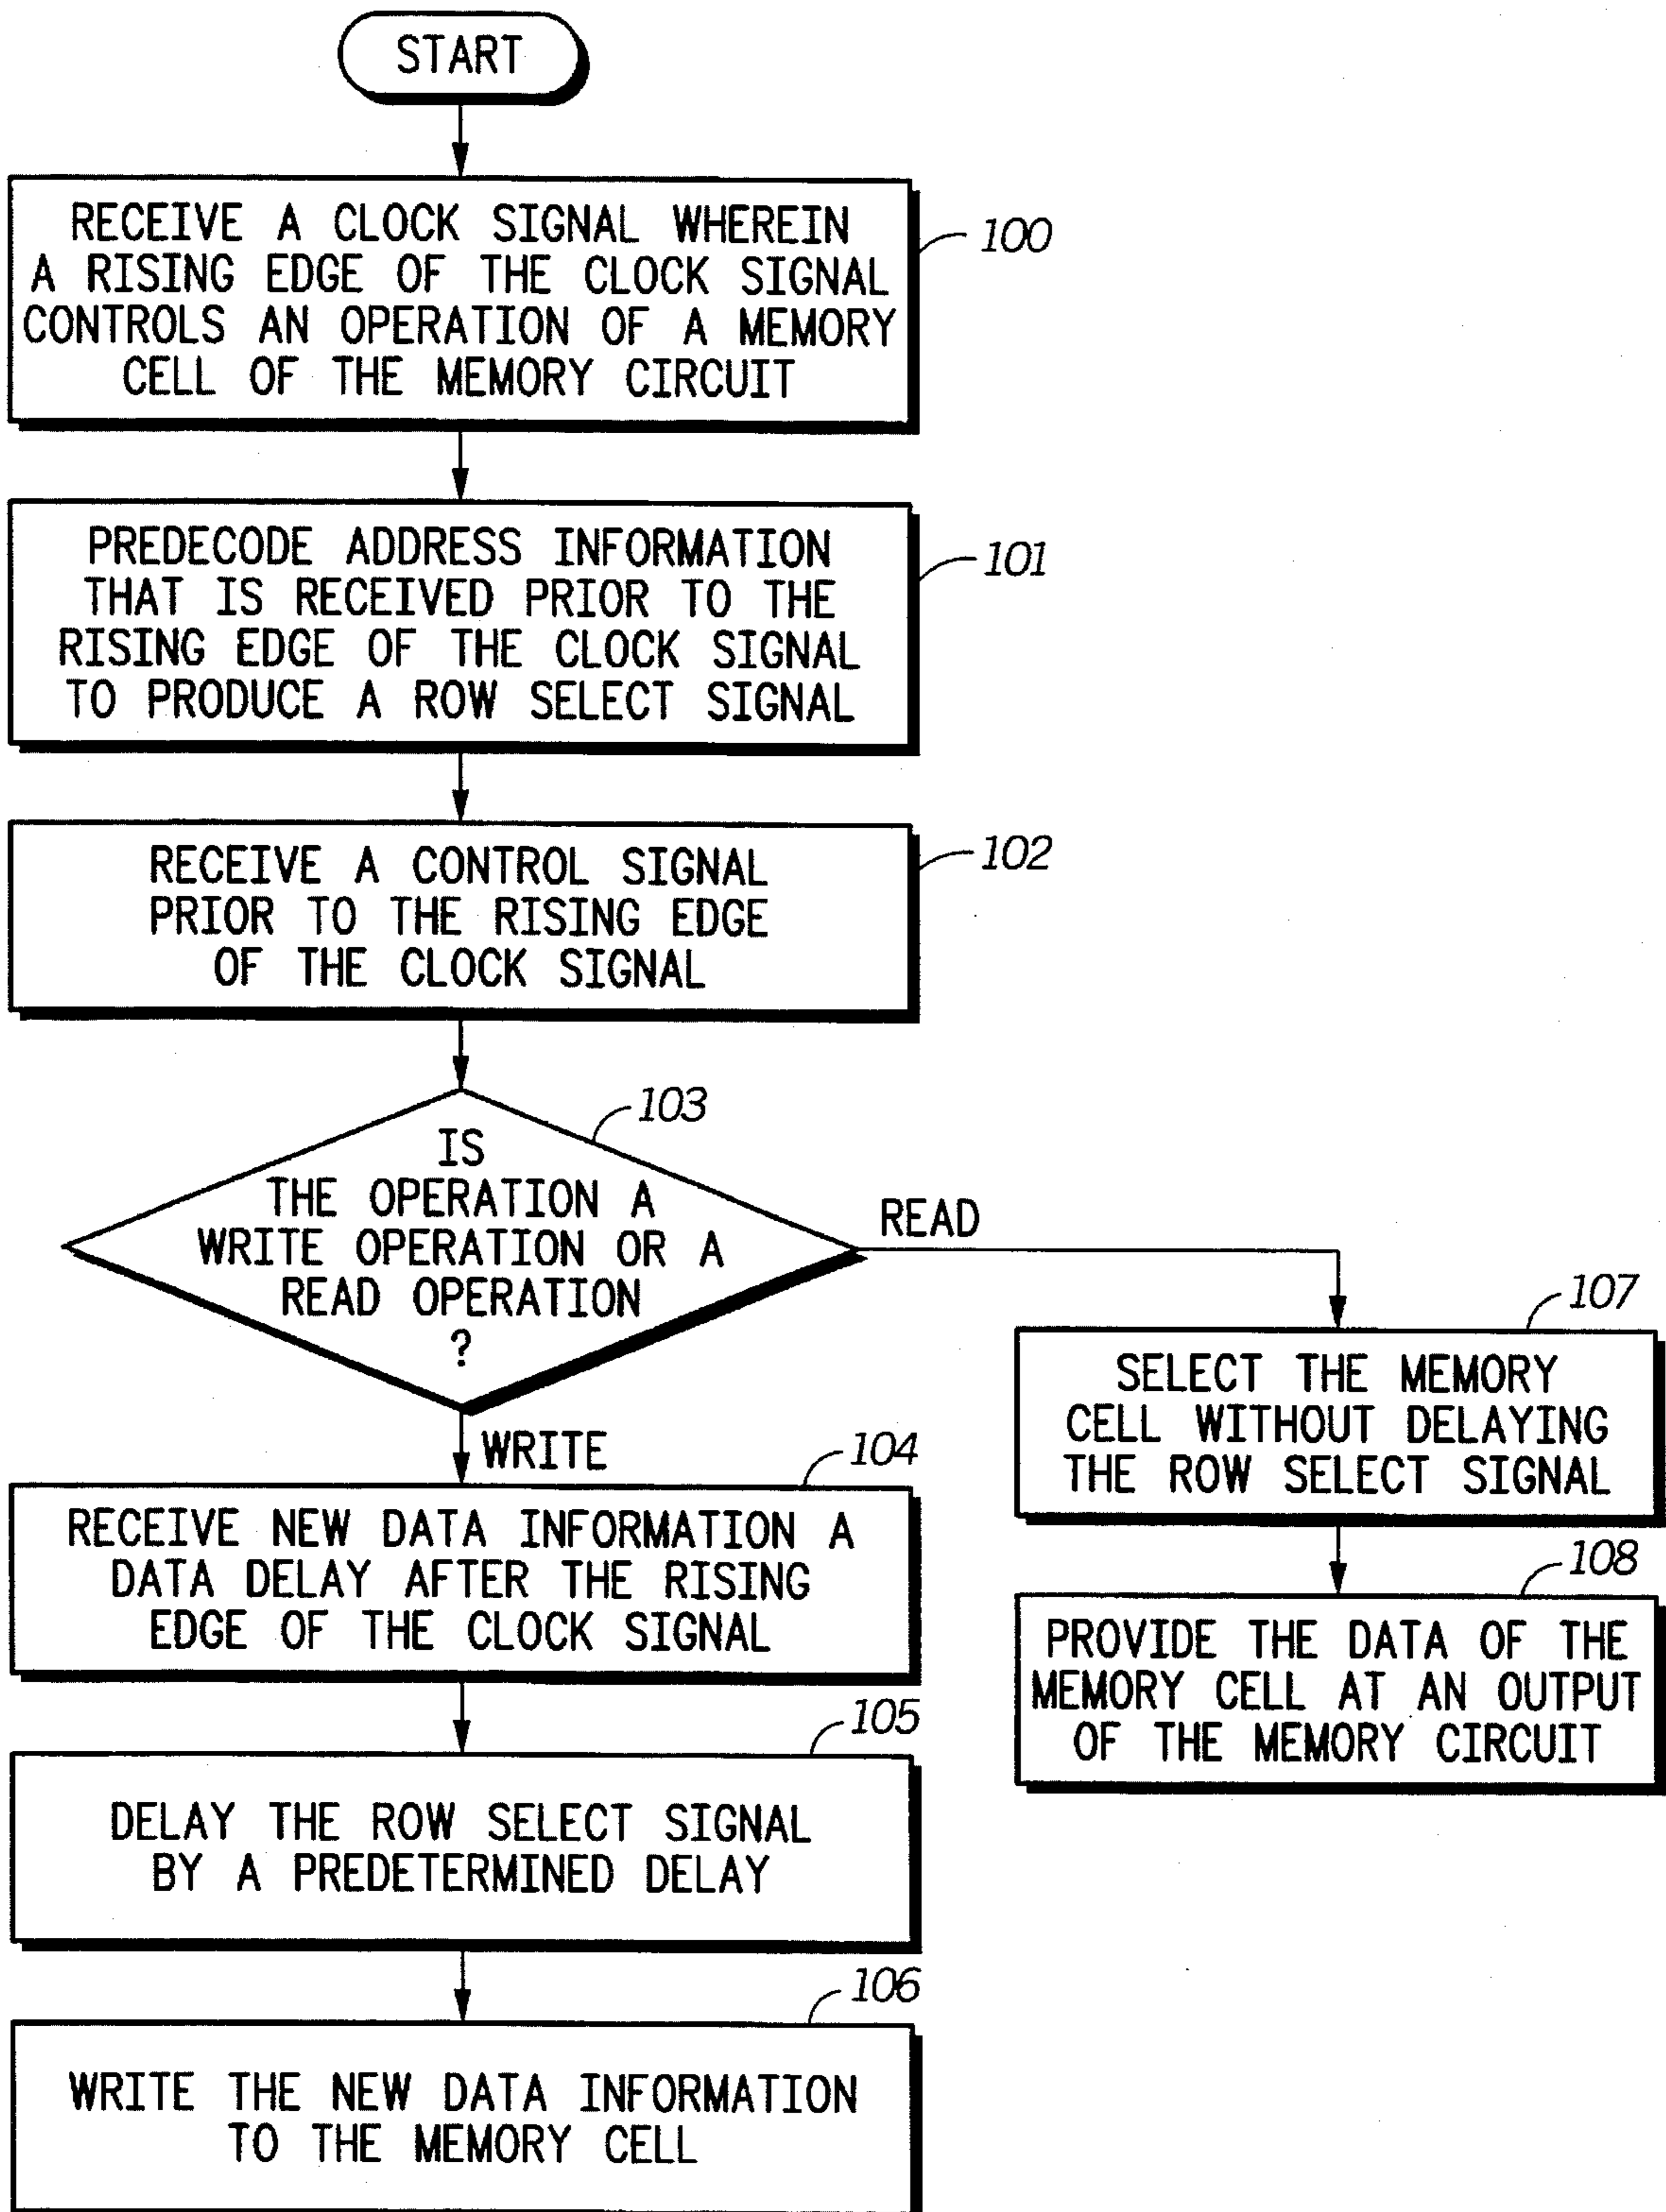 START
RECEIVE A CLOCK SIGNAL WHEREIN
A RISING EDGE OF THE CLOCK SIGNAL
CONTROLS AN OPERATION OF A MEMORY
CELL OF THE MEMORY CIRCUIT
100
PREDECODE ADDRESS INFORMATION
THAT IS RECEIVED PRIOR TO THE
RISING EDGE OF THE CLOCK SIGNAL
TO PRODUCE A ROW SELECT SIGNAL
101
RECEIVE A CONTROL SIGNAL
PRIOR TO THE RISING EDGE
OF THE CLOCK SIGNAL
102
103
IS
THE OPERATION A
WRITE OPERATION OR A
READ OPERATION
?
READ
WRITE
104
RECEIVE NEW DATA INFORMATION A
DATA DELAY AFTER THE RISING
EDGE OF THE CLOCK SIGNAL
105
DELAY THE ROW SELECT SIGNAL
BY A PREDETERMINED DELAY
106
WRITE THE NEW DATA INFORMATION
TO THE MEMORY CELL
107
SELECT THE MEMORY
CELL WITHOUT DELAYING
THE ROW SELECT SIGNAL
108
PROVIDE THE DATA OF THE
MEMORY CELL AT AN OUTPUT
OF THE MEMORY CIRCUIT